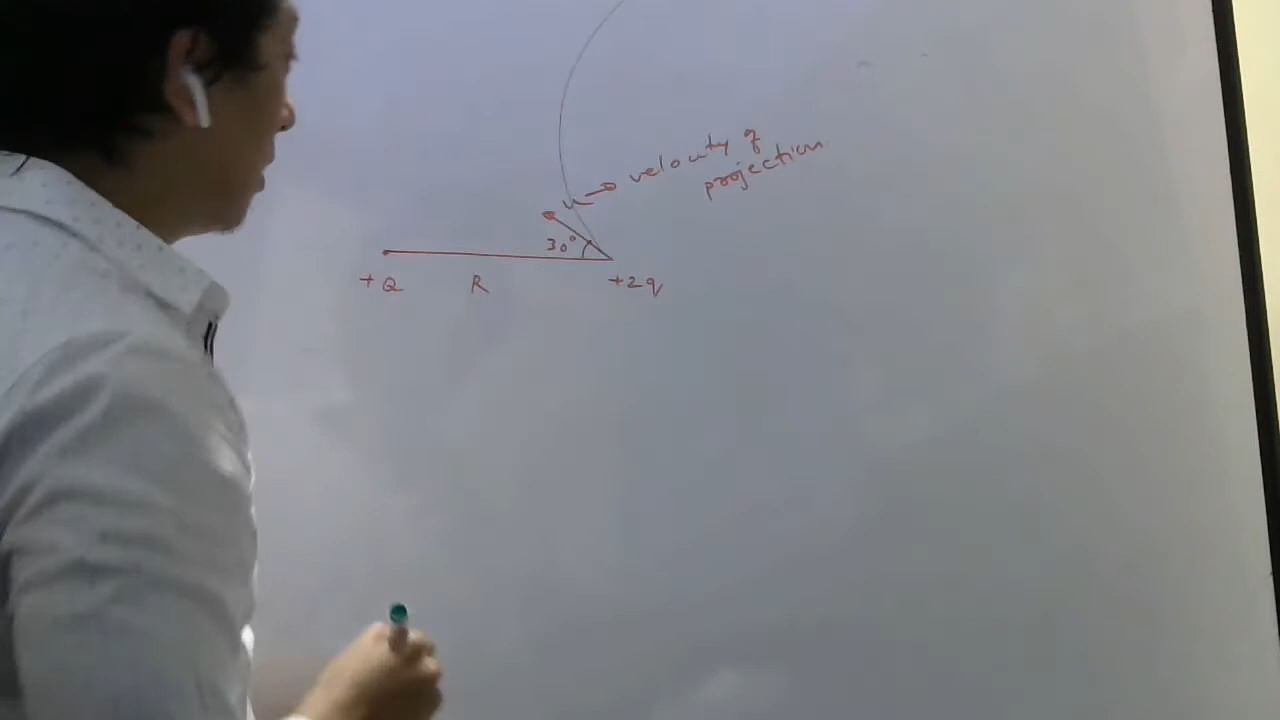 u → velocity of
projection
30°
+Q R +2q